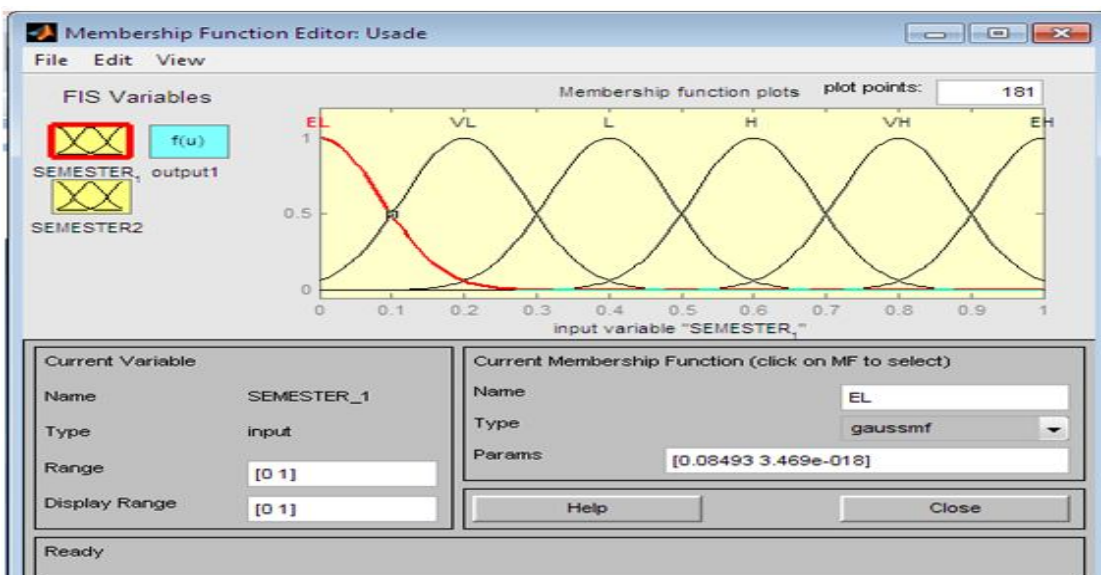 Membership Function Editor: Usade
File Edit View
FIS Variables
Membership function plots plot points: 181
f(u)
SEMESTER1 output1
SEMESTER2
EL VL L H VH EH
1
0.5
0
0 0.1 0.2 0.3 0.4 0.5 0.6 0.7 0.8 0.9 1
input variable "SEMESTER1"
Current Variable
Name SEMESTER_1
Type input
Range [0 1]
Display Range [0 1]
Current Membership Function (click on MF to select)
Name EL
Type gaussmf
Params [0.08493 3.469e-018]
Help Close
Ready